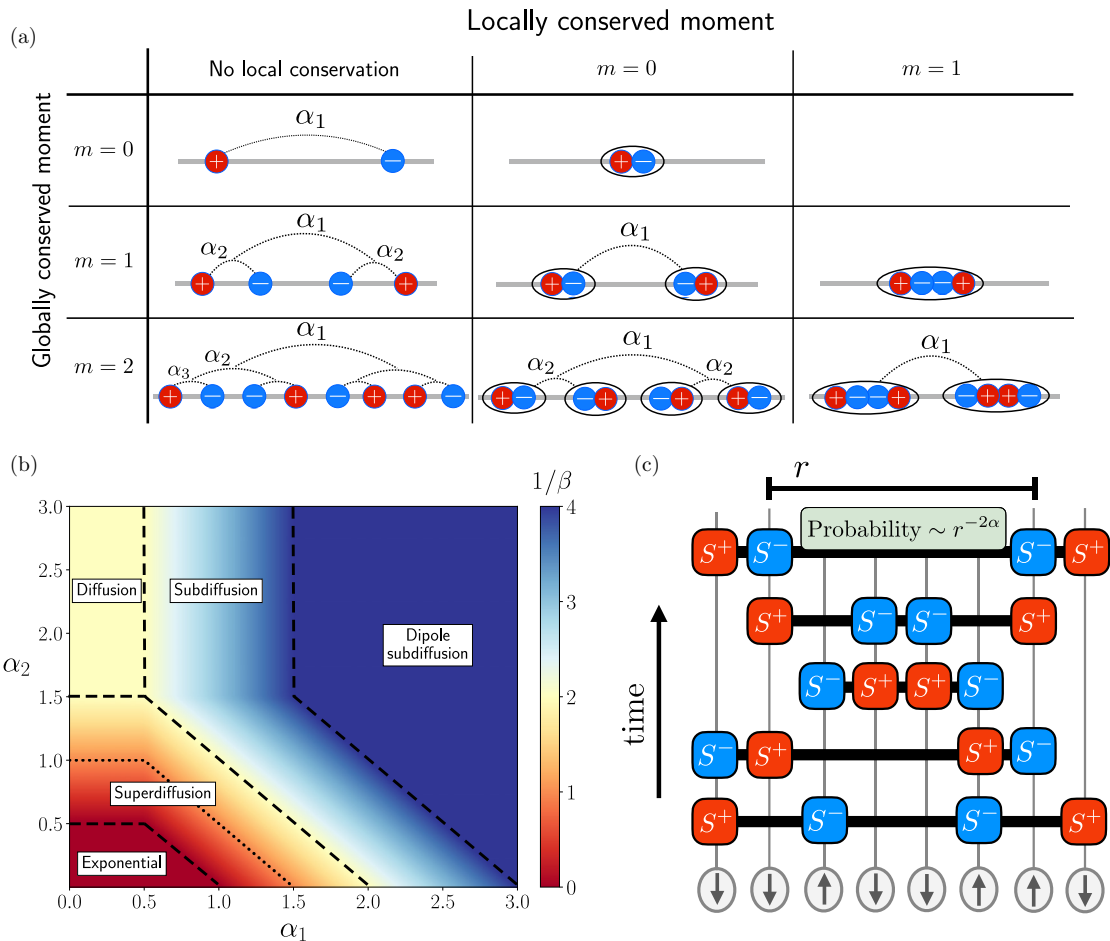 (a)
Locally conserved moment
No local conservation
m = 0
m = 1
Globally conserved moment
m = 0
α₁
+ −
+ −
m = 1
α₁
α₂ α₂
+ − − +
α₁
+ − − +
+ − − +
m = 2
α₁
α₂
α₃
+ − − + − + + −
α₁
α₂ α₂
+ − − + − + + −
α₁
+ − − + − + + −
(b)
1/β
3.0
2.5
2.0
1.5
1.0
0.5
α₂
Diffusion
Subdiffusion
Dipole
subdiffusion
Superdiffusion
Exponential
0.0 0.5 1.0 1.5 2.0 2.5 3.0
α₁
4
3
2
1
0
(c)
r
Probability ∼ r^{−2α}
S⁺ S⁻ S⁻ S⁺
S⁺ S⁻ S⁻ S⁺
S⁻ S⁺ S⁺ S⁻
S⁻ S⁺ S⁺ S⁻
S⁺ S⁻ S⁻ S⁺
time